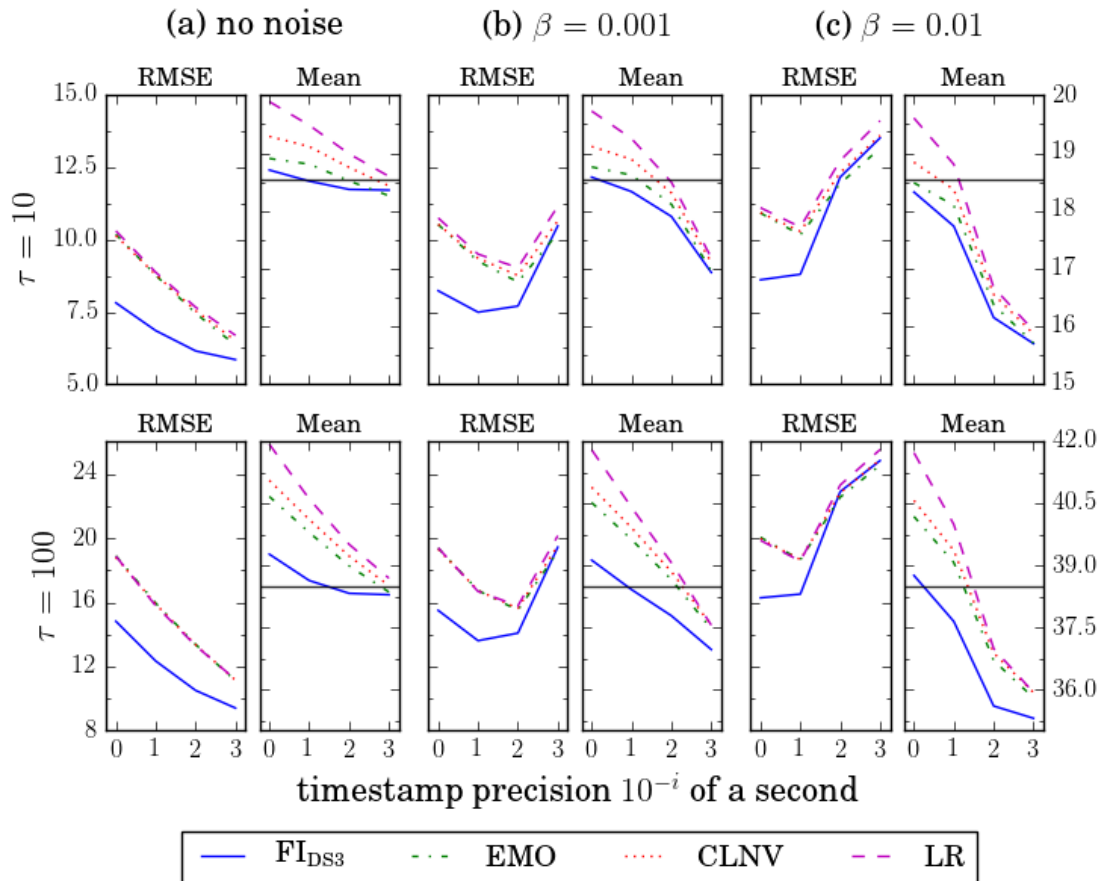 (a) no noise (b) β = 0.001 (c) β = 0.01
RMSE Mean RMSE Mean RMSE Mean
15.0 12.5 10.0 7.5 5.0
τ = 10
20 19 18 17 16 15
RMSE Mean RMSE Mean RMSE Mean
24 20 16 12 8
τ = 100
42.0 40.5 39.0 37.5 36.0
0 1 2 3 0 1 2 3 0 1 2 3 0 1 2 3 0 1 2 3 0 1 2 3
timestamp precision 10⁻ⁱ of a second
FI_DS3 EMO CLNV LR